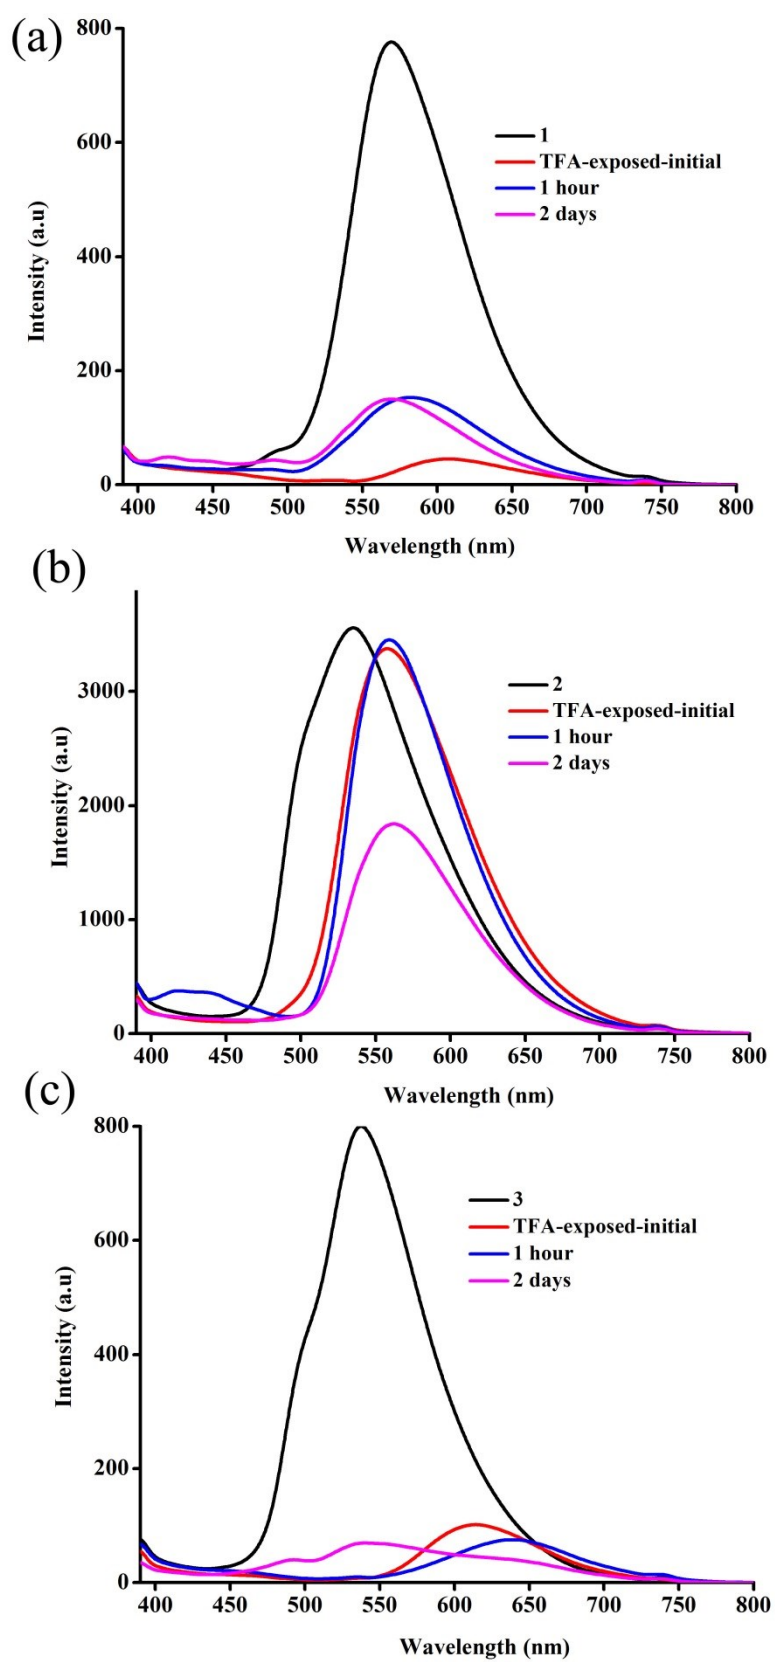 (a)
800
600
400
200
0
Intensity (a.u)
1
TFA-exposed-initial
1 hour
2 days
400 450 500 550 600 650 700 750 800
Wavelength (nm)
(b)
3000
2000
1000
0
Intensity (a.u)
2
TFA-exposed-initial
1 hour
2 days
400 450 500 550 600 650 700 750 800
Wavelength (nm)
(c)
800
600
400
200
0
Intensity (a.u)
3
TFA-exposed-initial
1 hour
2 days
400 450 500 550 600 650 700 750 800
Wavelength (nm)